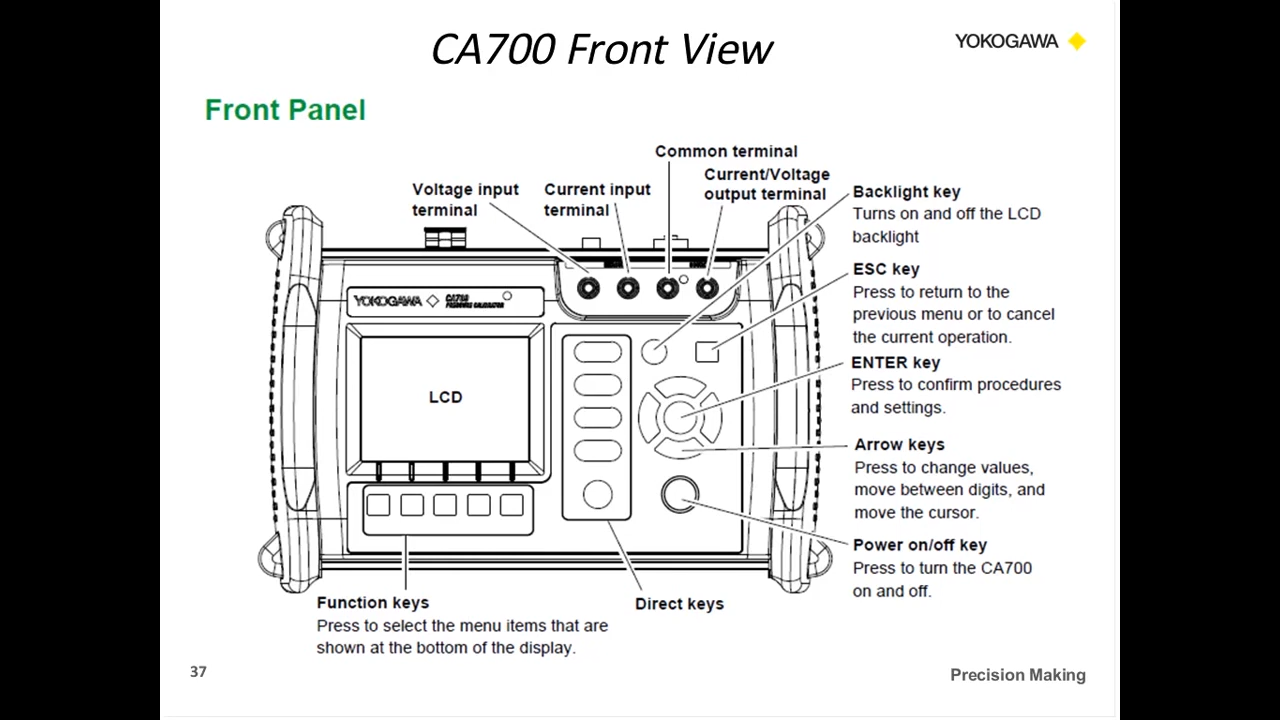 CA700 Front View
YOKOGAWA
Front Panel
Common terminal
Voltage input
terminal
Current input
terminal
Current/Voltage
output terminal
Backlight key
Turns on and off the LCD
backlight
ESC key
Press to return to the
previous menu or to cancel
the current operation.
ENTER key
Press to confirm procedures
and settings.
Arrow keys
Press to change values,
move between digits, and
move the cursor.
Power on/off key
Press to turn the CA700
on and off.
YOKOGAWA
LCD
Function keys
Press to select the menu items that are
shown at the bottom of the display.
Direct keys
37
Precision Making